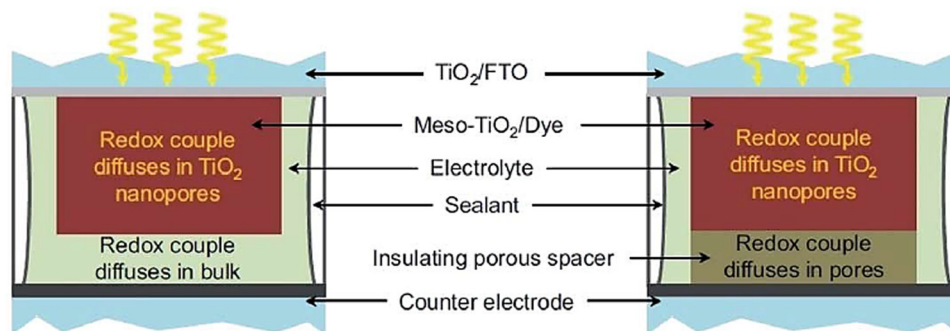 TiO₂/FTO
Meso-TiO₂/Dye
Electrolyte
Sealant
Insulating porous spacer
Counter electrode
Redox couple
diffuses in TiO₂
nanopores
Redox couple
diffuses in bulk
Redox couple
diffuses in TiO₂
nanopores
Redox couple
diffuses in pores